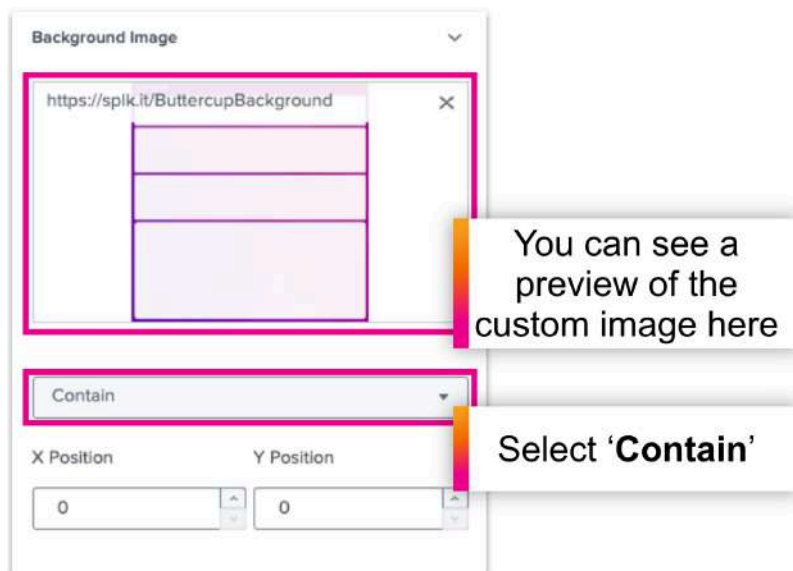 Background Image
https://splk.it/ButtercupBackground
You can see a
preview of the
custom image here
Contain
Select ‘Contain’
X Position
Y Position
0
0